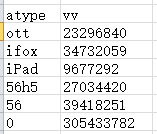 atype vv
ott 23296840
ifox 34732059
iPad 9677292
56h5 27034420
56 39418251
0 305433782